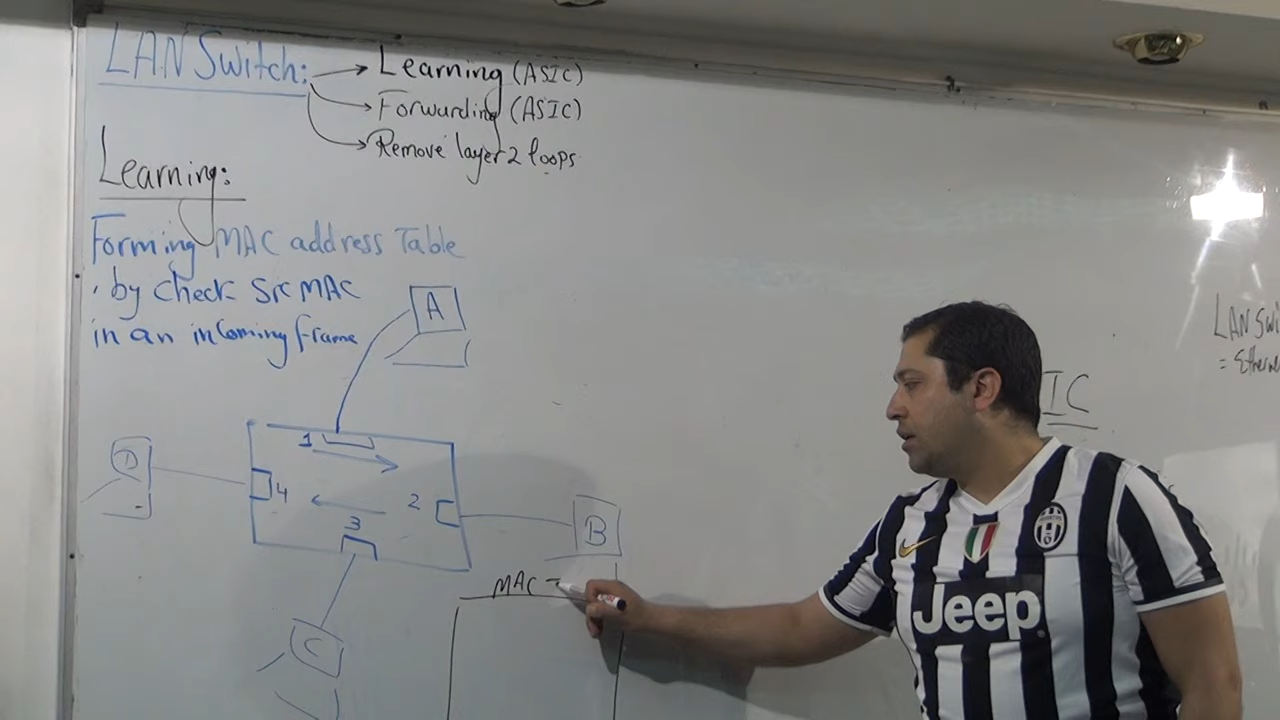 LAN Switch:
Learning (ASIC)
Forwarding (ASIC)
Remove layer 2 loops
Learning:
Forming MAC address Table
. by check Src MAC
in an incoming frame
A
D
1
4
2
3
B
C
MAC
LAN
IC
Jeep